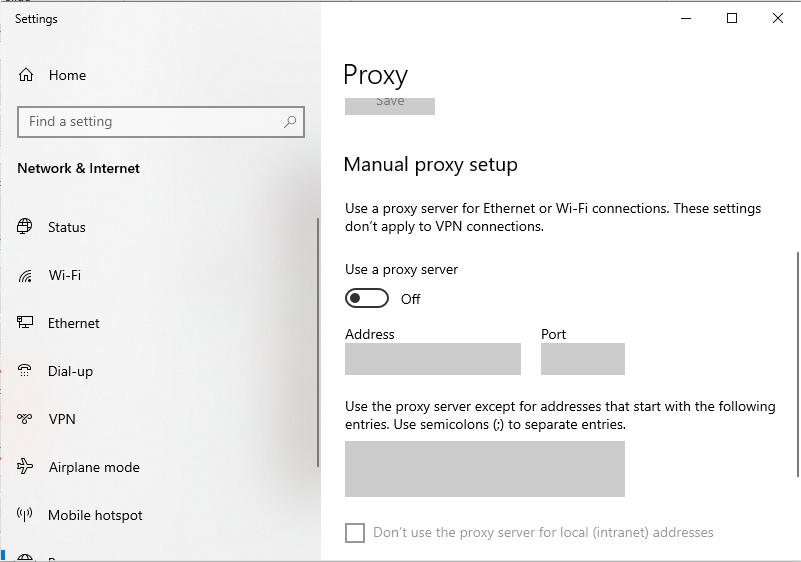 Settings
Home
Find a setting
Network & Internet
Status
Wi-Fi
Ethernet
Dial-up
VPN
Airplane mode
Mobile hotspot
Proxy
Save
Manual proxy setup
Use a proxy server for Ethernet or Wi-Fi connections. These settings
don't apply to VPN connections.
Use a proxy server
Off
Address Port
Use the proxy server except for addresses that start with the following
entries. Use semicolons (;) to separate entries.
Don't use the proxy server for local (intranet) addresses